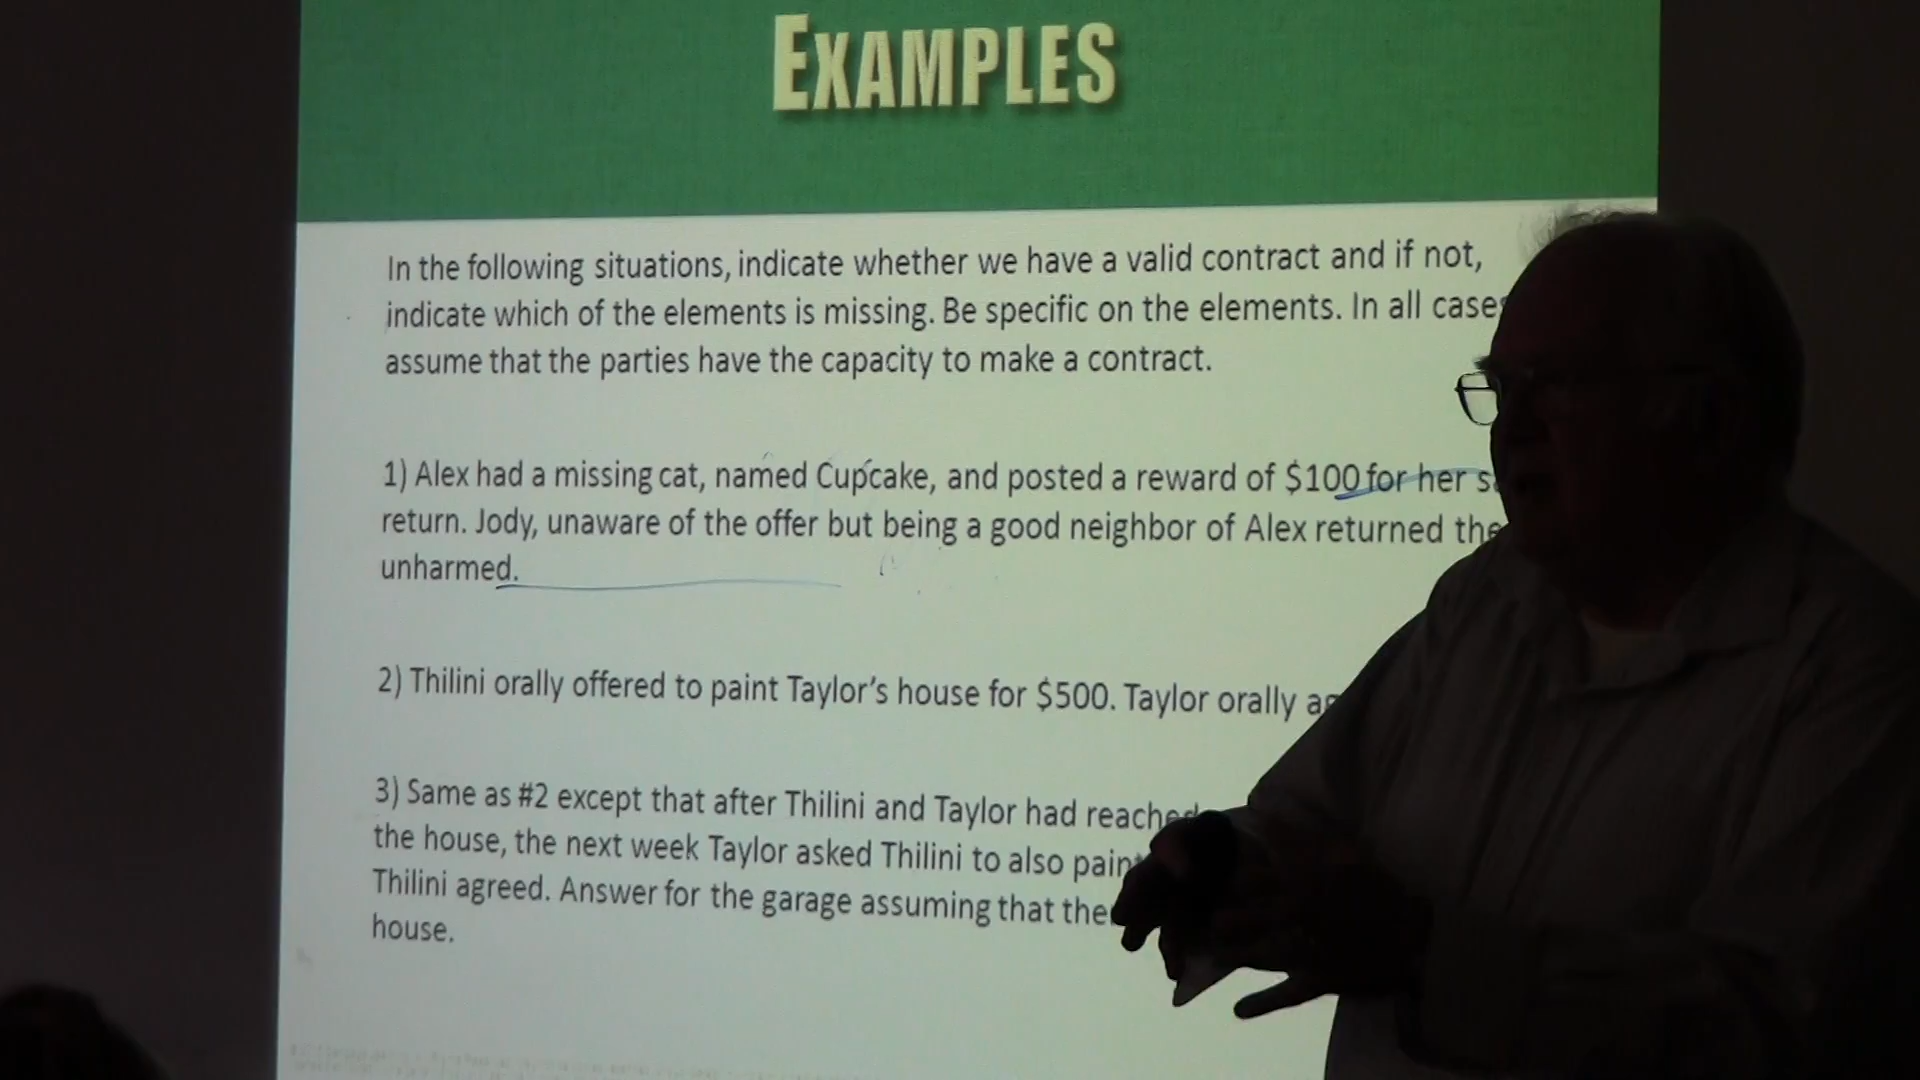 EXAMPLES
In the following situations, indicate whether we have a valid contract and if not,
indicate which of the elements is missing. Be specific on the elements. In all cases
assume that the parties have the capacity to make a contract.
1) Alex had a missing cat, named Cupcake, and posted a reward of $100 for her
return. Jody, unaware of the offer but being a good neighbor of Alex returned the
unharmed.
2) Thilini orally offered to paint Taylor's house for $500. Taylor orally
3) Same as #2 except that after Thilini and Taylor had reached
the house, the next week Taylor asked Thilini to also paint
Thilini agreed. Answer for the garage assuming that
house.